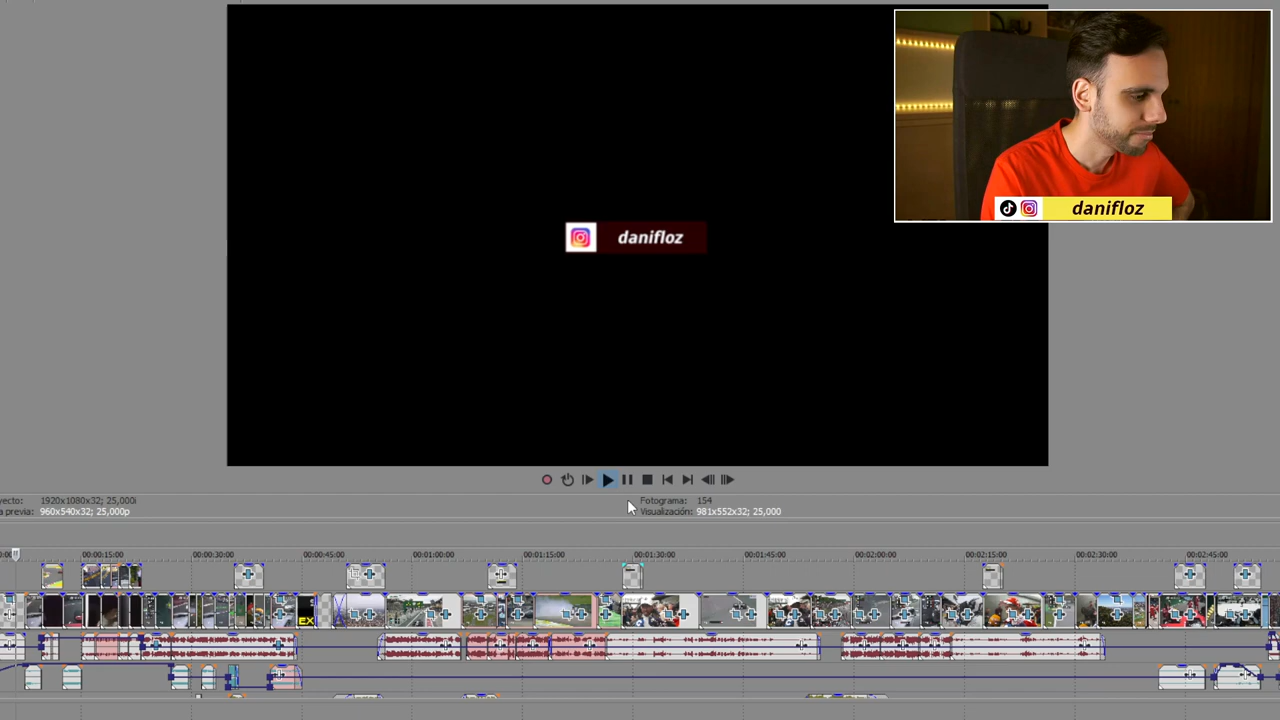 danifloz
danifloz
yecto: 1920x1080x32; 25,000i
a previa: 960x540x32; 25,000p
Fotograma: 154
Visualización: 981x552x32; 25,000
00:00:15:00
00:00:30:00
00:00:45:00
00:01:00:00
00:01:15:00
00:01:30:00
00:01:45:00
00:02:00:00
00:02:15:00
00:02:30:00
00:02:45:00
EX